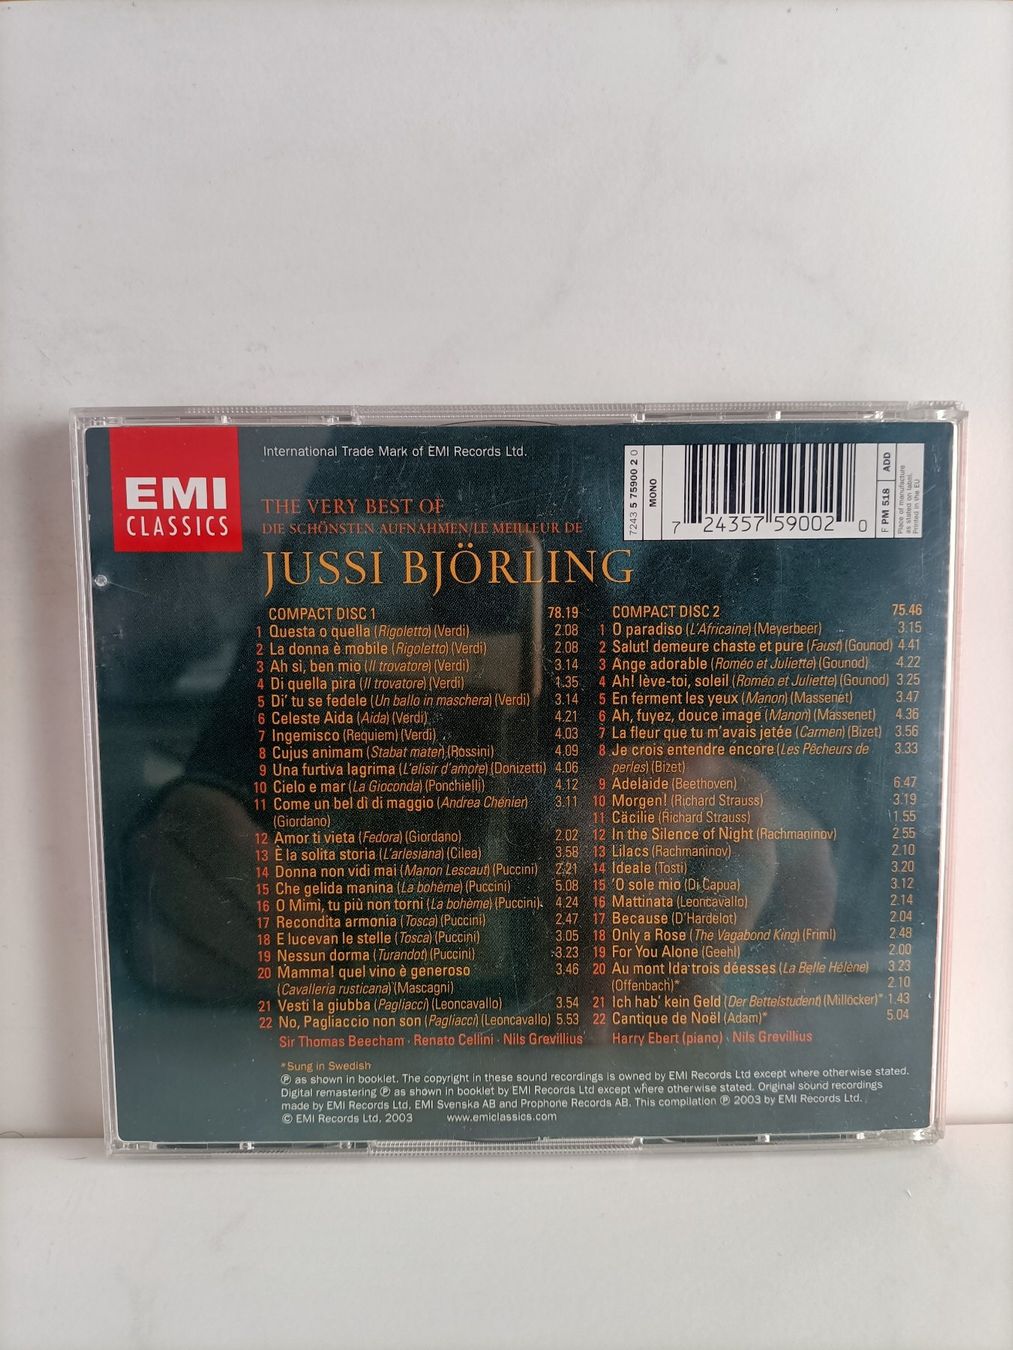 EMI
CLASSICS
International Trade Mark of EMI Records Ltd.
THE VERY BEST OF
DIE SCHÖNSTEN AUFNAHMEN/LE MEILLEUR DE
JUSSI BJÖRLING
7243 5 75900 2 0
MONO
7 24357 59002 0
F PM 518 ADD
Place of manufacture
as stated on label.
Printed in the EU
COMPACT DISC 1 78.19
1 Questa o quella (Rigoletto) (Verdi) 2.08
2 La donna è mobile (Rigoletto) (Verdi) 2.08
3 Ah sì, ben mio (Il trovatore) (Verdi) 3.14
4 Di quella pira (Il trovatore) (Verdi) 1.35
5 Di' tu se fedele (Un ballo in maschera) (Verdi) 3.14
6 Celeste Aida (Aida) (Verdi) 4.21
7 Ingemisco (Requiem) (Verdi) 4.03
8 Cujus animam (Stabat mater) (Rossini) 4.09
9 Una furtiva lagrima (L'elisir d'amore) (Donizetti) 4.06
10 Cielo e mar (La Gioconda) (Ponchielli) 4.12
11 Come un bel dì di maggio (Andrea Chénier) 3.11
(Giordano)
12 Amor ti vieta (Fedora) (Giordano) 2.02
13 È la solita storia (L'arlesiana) (Cilea) 3.58
14 Donna non vidi mai (Manon Lescaut) (Puccini) 2.21
15 Che gelida manina (La bohème) (Puccini) 5.08
16 O Mimì, tu più non torni (La bohème) (Puccini) 4.24
17 Recondita armonia (Tosca) (Puccini) 2.47
18 E lucevan le stelle (Tosca) (Puccini) 3.05
19 Nessun dorma (Turandot) (Puccini) 3.23
20 Mamma! quel vino è generoso 3.46
(Cavalleria rusticana) (Mascagni)
21 Vesti la giubba (Pagliacci) (Leoncavallo) 3.54
22 No, Pagliaccio non son (Pagliacci) (Leoncavallo) 5.53
Sir Thomas Beecham · Renato Cellini · Nils Grevillius
COMPACT DISC 2 75.46
1 O paradiso (L'Africaine) (Meyerbeer) 3.15
2 Salut! demeure chaste et pure (Faust) (Gounod) 4.41
3 Ange adorable (Roméo et Juliette) (Gounod) 4.22
4 Ah! lève-toi, soleil (Roméo et Juliette) (Gounod) 3.25
5 En fermant les yeux (Manon) (Massenet) 3.47
6 Ah, fuyez, douce image (Manon) (Massenet) 4.36
7 La fleur que tu m'avais jetée (Carmen) (Bizet) 3.56
8 Je crois entendre encore (Les Pêcheurs de 3.33
perles) (Bizet)
9 Adelaide (Beethoven) 6.47
10 Morgen! (Richard Strauss) 3.19
11 Cäcilie (Richard Strauss) 1.55
12 In the Silence of Night (Rachmaninov) 2.55
13 Lilacs (Rachmaninov) 2.10
14 Ideale (Tosti) 3.20
15 'O sole mio (Di Capua) 3.12
16 Mattinata (Leoncavallo) 2.14
17 Because (D'Hardelot) 2.04
18 Only a Rose (The Vagabond King) (Friml) 2.48
19 For You Alone (Geehl) 2.00
20 Au mont Ida trois déesses (La Belle Hélène) 3.23
(Offenbach)* 2.10
21 Ich hab' kein Geld (Der Bettelstudent) (Millöcker)* 1.43
22 Cantique de Noël (Adam)* 5.04
Harry Ebert (piano) · Nils Grevillius
*Sung in Swedish
℗ as shown in booklet. The copyright in these sound recordings is owned by EMI Records Ltd except where otherwise stated.
Digital remastering ℗ as shown in booklet by EMI Records Ltd except where otherwise stated. Original sound recordings
made by EMI Records Ltd, EMI Svenska AB and Prophone Records AB. This compilation ℗ 2003 by EMI Records Ltd.
© EMI Records Ltd, 2003 www.emiclassics.com